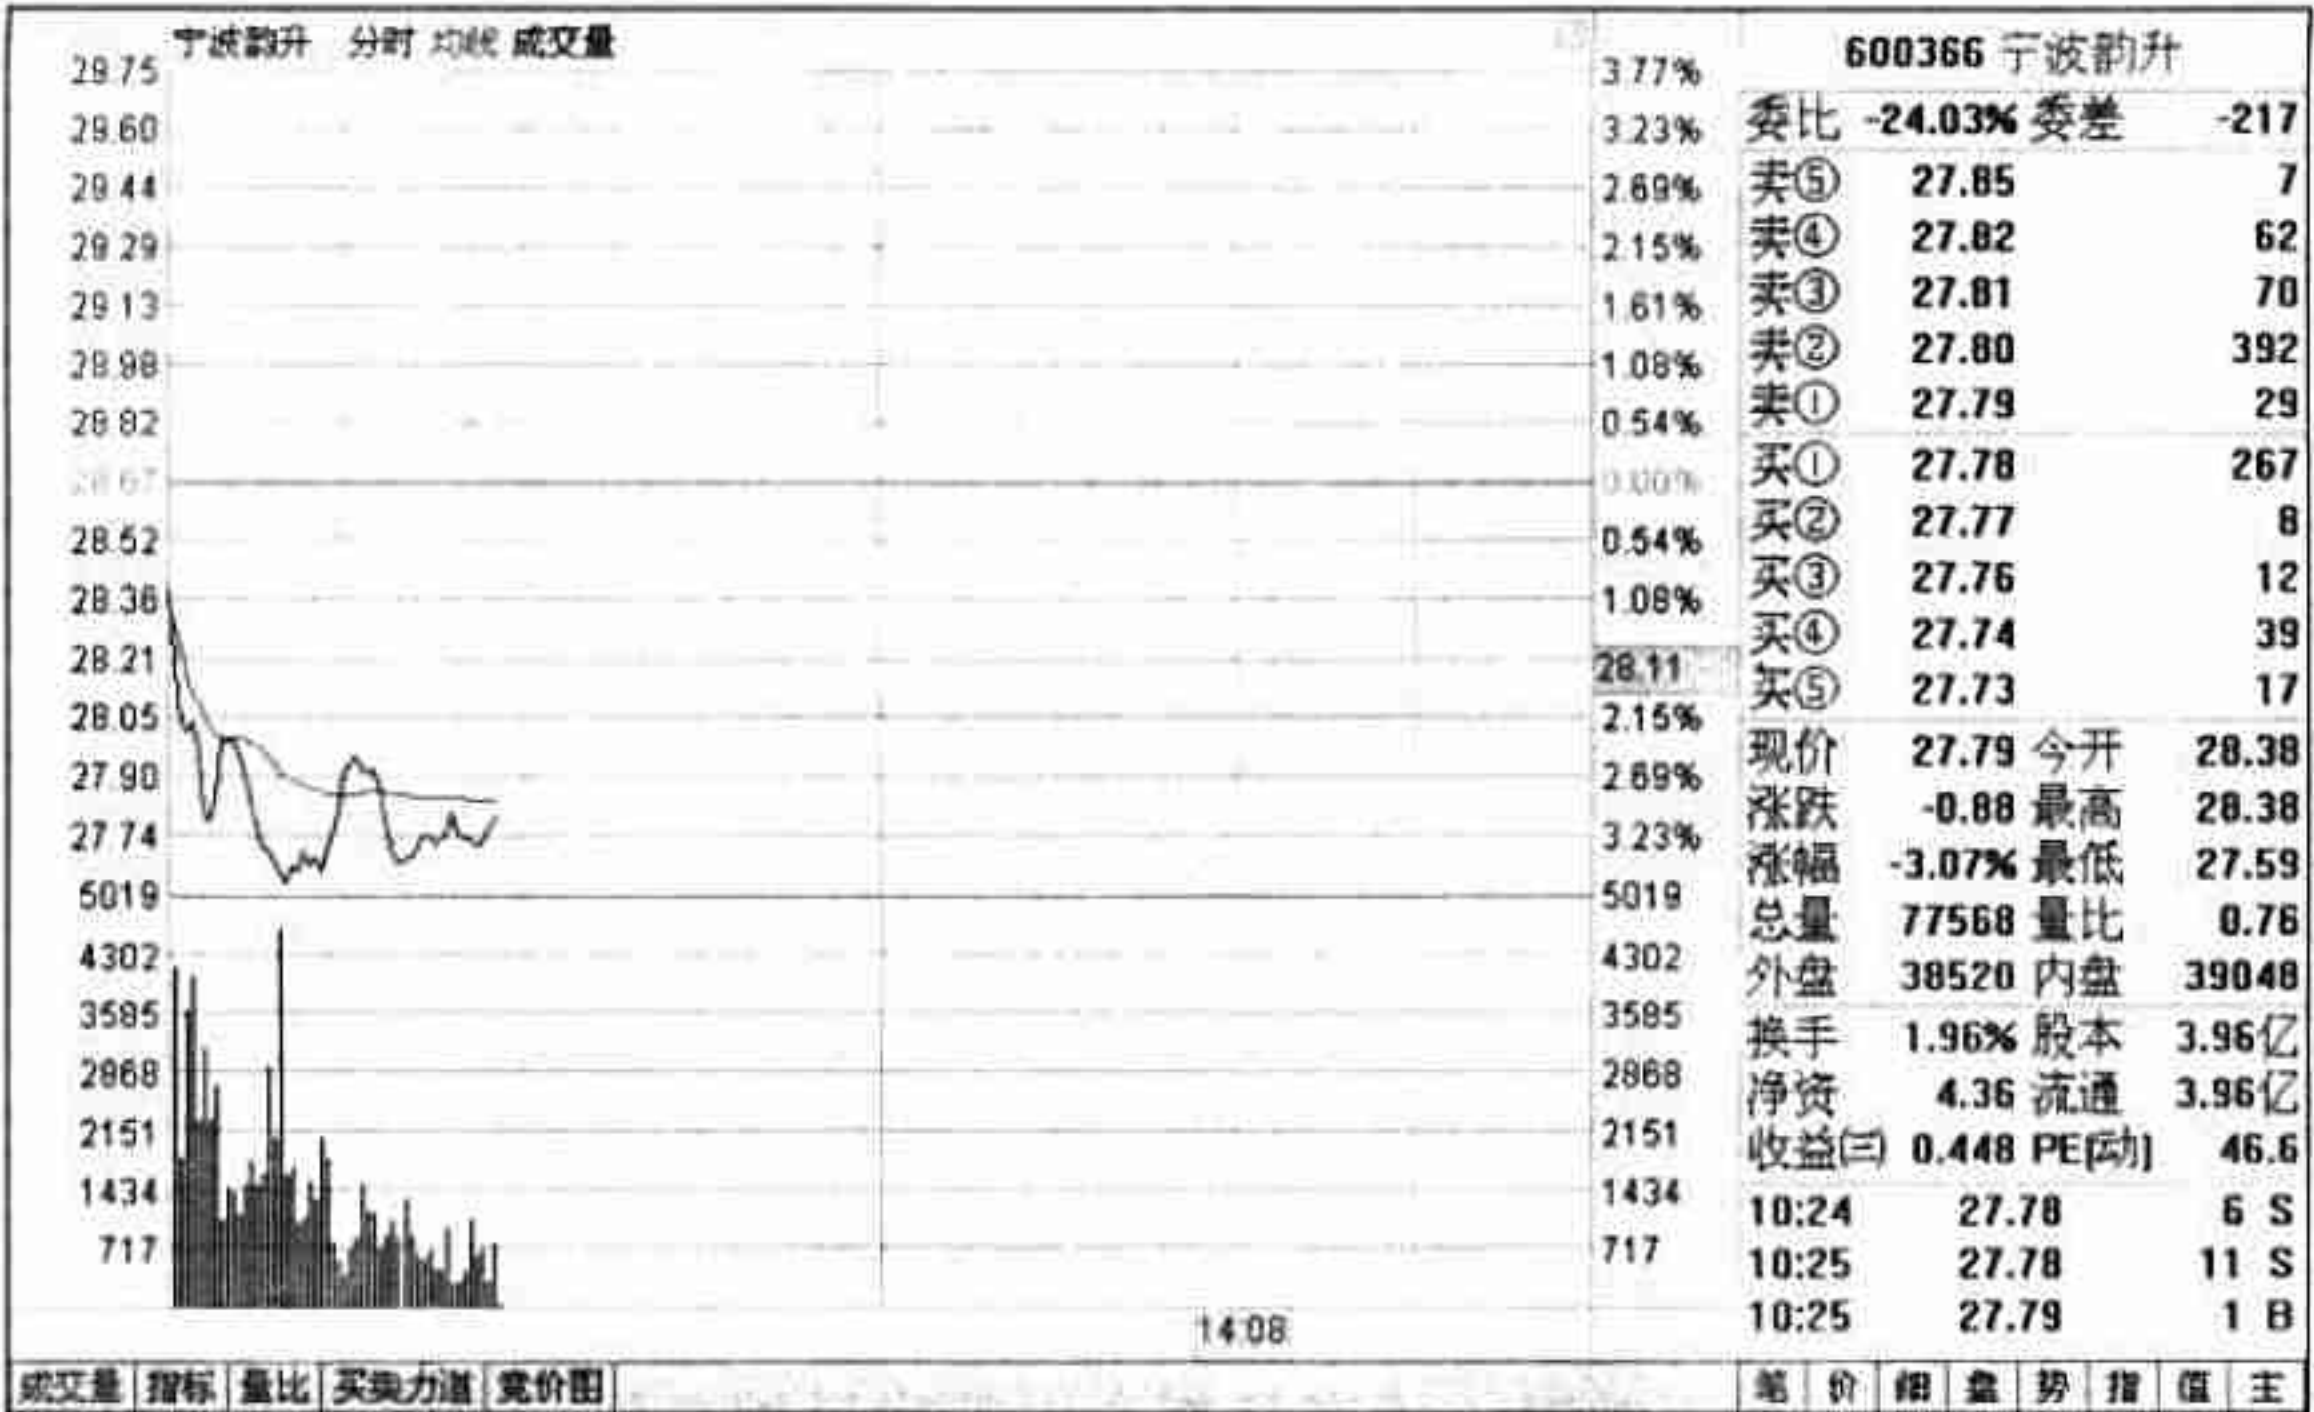 宁波韵升 分时 均线 成交量
29.75 3.77%
29.60 3.23%
29.44 2.69%
29.29 2.15%
29.13 1.61%
28.98 1.08%
28.82 0.54%
28.67 0.00%
28.52 0.54%
28.36 1.08%
28.21 28.11
28.05 2.15%
27.90 2.69%
27.74 3.23%
5019 5019
4302 4302
3585 3585
2868 2868
2151 2151
1434 1434
717 717
14:08
成交量 指标 量比 买卖力道 竞价图
600366 宁波韵升
委比 -24.03% 委差 -217
卖⑤ 27.85 7
卖④ 27.82 62
卖③ 27.81 70
卖② 27.80 392
卖① 27.79 29
买① 27.78 267
买② 27.77 8
买③ 27.76 12
买④ 27.74 39
买⑤ 27.73 17
现价 27.79 今开 28.38
涨跌 -0.88 最高 28.38
涨幅 -3.07% 最低 27.59
总量 77568 量比 0.76
外盘 38520 内盘 39048
换手 1.96% 股本 3.96亿
净资 4.36 流通 3.96亿
收益(三) 0.448 PE[动] 46.6
10:24 27.78 6 S
10:25 27.78 11 S
10:25 27.79 1 B
笔 价 细 盘 势 指 值 主